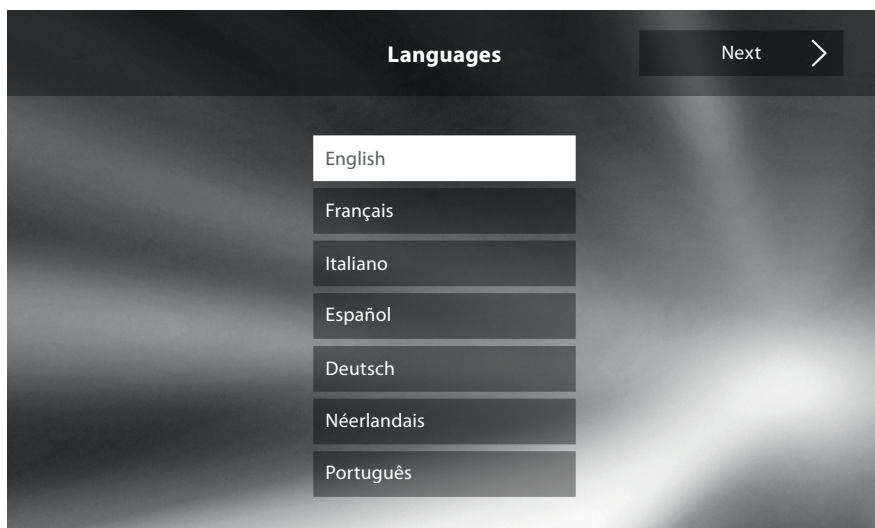 Languages
Next
English
Français
Italiano
Español
Deutsch
Néerlandais
Português